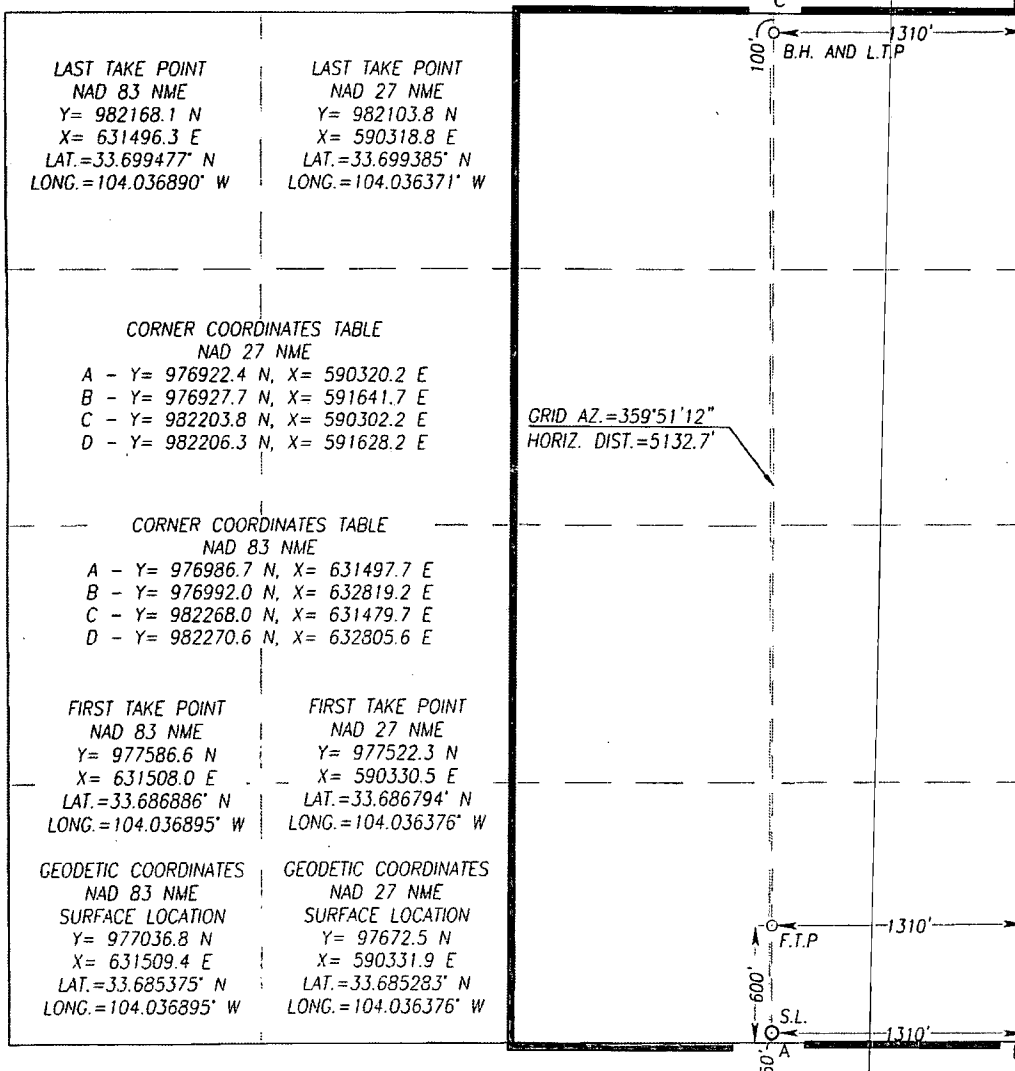 C
1310'
100'
B.H. AND L.T.P
LAST TAKE POINT
NAD 83 NME
Y= 982168.1 N
X= 631496.3 E
LAT.=33.699477° N
LONG.=104.036890° W
LAST TAKE POINT
NAD 27 NME
Y= 982103.8 N
X= 590318.8 E
LAT.=33.699385° N
LONG.=104.036371° W
CORNER COORDINATES TABLE
NAD 27 NME
A - Y= 976922.4 N, X= 590320.2 E
B - Y= 976927.7 N, X= 591641.7 E
C - Y= 982203.8 N, X= 590302.2 E
D - Y= 982206.3 N, X= 591628.2 E
GRID AZ.=359°51'12"
HORIZ. DIST.=5132.7'
CORNER COORDINATES TABLE
NAD 83 NME
A - Y= 976986.7 N, X= 631497.7 E
B - Y= 976992.0 N, X= 632819.2 E
C - Y= 982268.0 N, X= 631479.7 E
D - Y= 982270.6 N, X= 632805.6 E
FIRST TAKE POINT
NAD 83 NME
Y= 977586.6 N
X= 631508.0 E
LAT.=33.686886° N
LONG.=104.036895° W
FIRST TAKE POINT
NAD 27 NME
Y= 977522.3 N
X= 590330.5 E
LAT.=33.686794° N
LONG.=104.036376° W
GEODETIC COORDINATES
NAD 83 NME
SURFACE LOCATION
Y= 977036.8 N
X= 631509.4 E
LAT.=33.685375° N
LONG.=104.036895° W
GEODETIC COORDINATES
NAD 27 NME
SURFACE LOCATION
Y= 97672.5 N
X= 590331.9 E
LAT.=33.685283° N
LONG.=104.036376° W
1310'
F.T.P
600'
S.L.
1310'
A